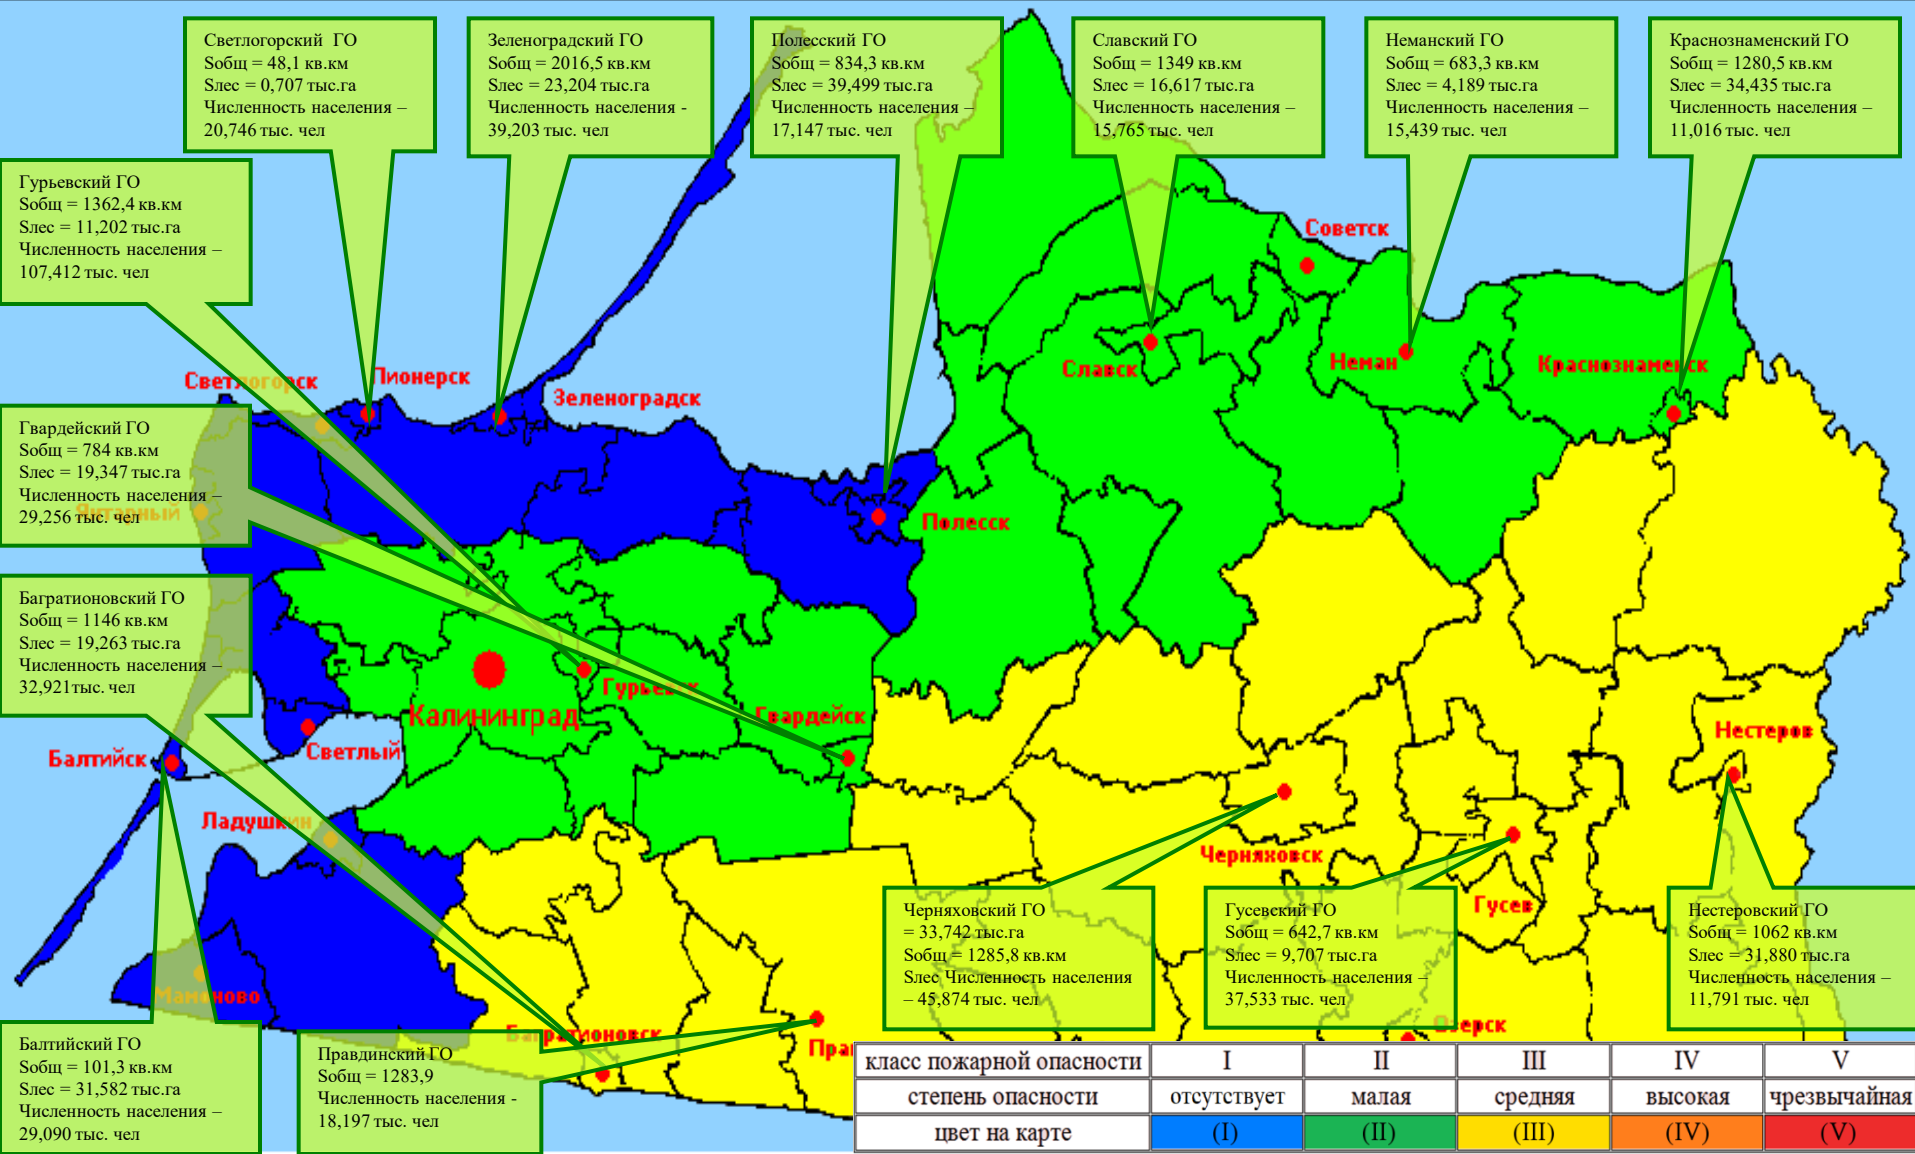 Светлогорский ГО
Sобщ = 48,1 кв.км
Sлес = 0,707 тыс.га
Численность населения –
20,746 тыс. чел
Зеленоградский ГО
Sобщ = 2016,5 кв.км
Sлес = 23,204 тыс.га
Численность населения -
39,203 тыс. чел
Полесский ГО
Sобщ = 834,3 кв.км
Sлес = 39,499 тыс.га
Численность населения –
17,147 тыс. чел
Славский ГО
Sобщ = 1349 кв.км
Sлес = 16,617 тыс.га
Численность населения –
15,765 тыс. чел
Неманский ГО
Sобщ = 683,3 кв.км
Sлес = 4,189 тыс.га
Численность населения –
15,439 тыс. чел
Краснознаменский ГО
Sобщ = 1280,5 кв.км
Sлес = 34,435 тыс.га
Численность населения –
11,016 тыс. чел
Гурьевский ГО
Sобщ = 1362,4 кв.км
Sлес = 11,202 тыс.га
Численность населения –
107,412 тыс. чел
Советск
Славск
Неман
Краснознаменск
Светлогорск
Пионерск
Зеленоградск
Гвардейский ГО
Sобщ = 784 кв.км
Sлес = 19,347 тыс.га
Численность населения –
29,256 тыс. чел
Янтарный
Полесск
Багратионовский ГО
Sобщ = 1146 кв.км
Sлес = 19,263 тыс.га
Численность населения –
32,921тыс. чел
Гурьевск
Калининград
Гвардейск
Нестеров
Балтийск
Светлый
Ладушкин
Черняховск
Гусев
Мамоново
Багратионовск
Озерск
Черняховский ГО
= 33,742 тыс.га
Sобщ = 1285,8 кв.км
Sлес Численность населения
– 45,874 тыс. чел
Гусевский ГО
Sобщ = 642,7 кв.км
Sлес = 9,707 тыс.га
Численность населения –
37,533 тыс. чел
Нестеровский ГО
Sобщ = 1062 кв.км
Sлес = 31,880 тыс.га
Численность населения –
11,791 тыс. чел
Балтийский ГО
Sобщ = 101,3 кв.км
Sлес = 31,582 тыс.га
Численность населения –
29,090 тыс. чел
Правдинский ГО
Sобщ = 1283,9
Численность населения -
18,197 тыс. чел
Пра
класс пожарной опасности I II III IV V
степень опасности отсутствует малая средняя высокая чрезвычайная
цвет на карте (I) (II) (III) (IV) (V)